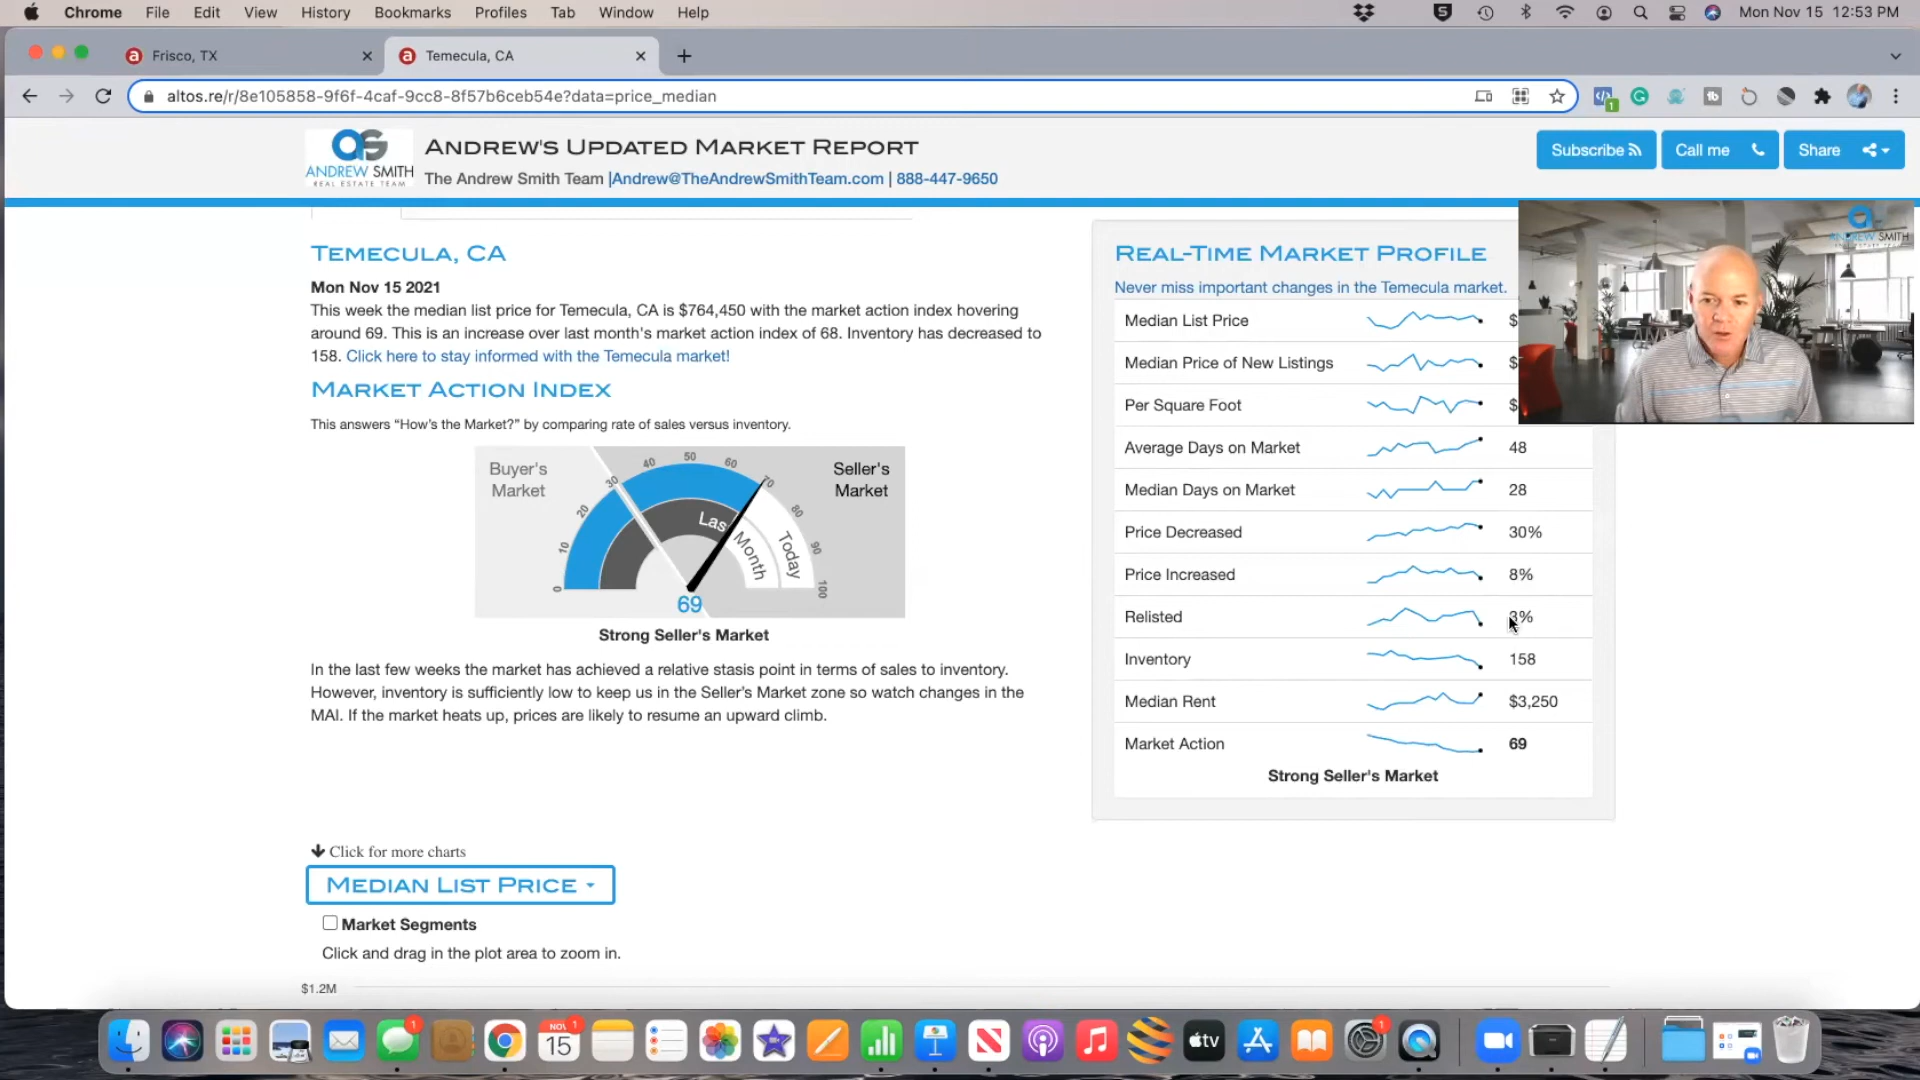 Chrome File Edit View History Bookmarks Profiles Tab Window Help Mon Nov 15 12:53 PM
Frisco, TX
Temecula, CA
altos.re/r/8e105858-9f6f-4caf-9cc8-8f57b6ceb54e?data=price_median
ANDREW SMITH
REAL ESTATE TEAM
ANDREW'S UPDATED MARKET REPORT
The Andrew Smith Team |Andrew@TheAndrewSmithTeam.com | 888-447-9650
Subscribe
Call me
Share
TEMECULA, CA
Mon Nov 15 2021
This week the median list price for Temecula, CA is $764,450 with the market action index hovering
around 69. This is an increase over last month's market action index of 68. Inventory has decreased to
158. Click here to stay informed with the Temecula market!
MARKET ACTION INDEX
This answers “How's the Market?” by comparing rate of sales versus inventory.
Buyer's
Market
Seller's
Market
0
10
20
30
40
50
60
70
80
90
100
Las
Month
Today
69
Strong Seller's Market
In the last few weeks the market has achieved a relative stasis point in terms of sales to inventory.
However, inventory is sufficiently low to keep us in the Seller's Market zone so watch changes in the
MAI. If the market heats up, prices are likely to resume an upward climb.
REAL-TIME MARKET PROFILE
Never miss important changes in the Temecula market.
Median List Price $
Median Price of New Listings $
Per Square Foot $
Average Days on Market 48
Median Days on Market 28
Price Decreased 30%
Price Increased 8%
Relisted 3%
Inventory 158
Median Rent $3,250
Market Action 69
Strong Seller's Market
ANDREW SMITH
Click for more charts
MEDIAN LIST PRICE
Market Segments
Click and drag in the plot area to zoom in.
$1.2M
1
NOV
15
1
tv
1